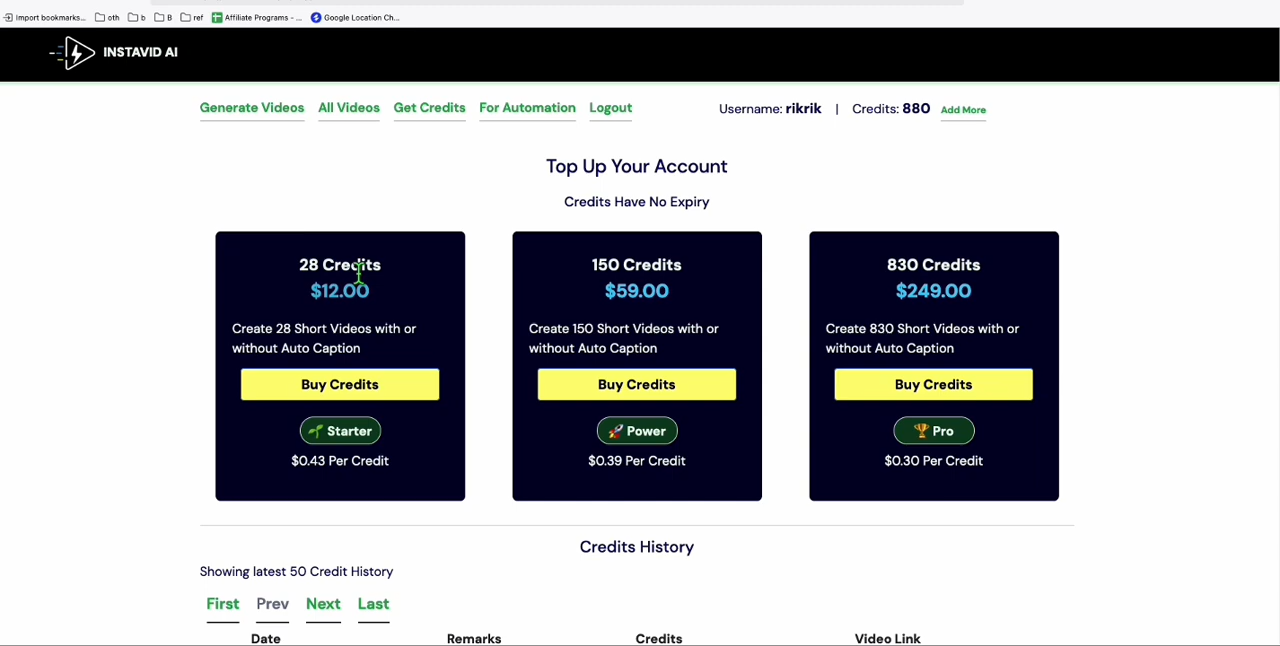 Import bookmarks... oth b B ref Affiliate Programs - ... Google Location Ch...
INSTAVID AI
Generate Videos All Videos Get Credits For Automation Logout Username: rikrik | Credits: 880 Add More
Top Up Your Account
Credits Have No Expiry
28 Credits
$12.00
Create 28 Short Videos with or
without Auto Caption
Buy Credits
Starter
$0.43 Per Credit
150 Credits
$59.00
Create 150 Short Videos with or
without Auto Caption
Buy Credits
Power
$0.39 Per Credit
830 Credits
$249.00
Create 830 Short Videos with or
without Auto Caption
Buy Credits
Pro
$0.30 Per Credit
Credits History
Showing latest 50 Credit History
First Prev Next Last
Date Remarks Credits Video Link